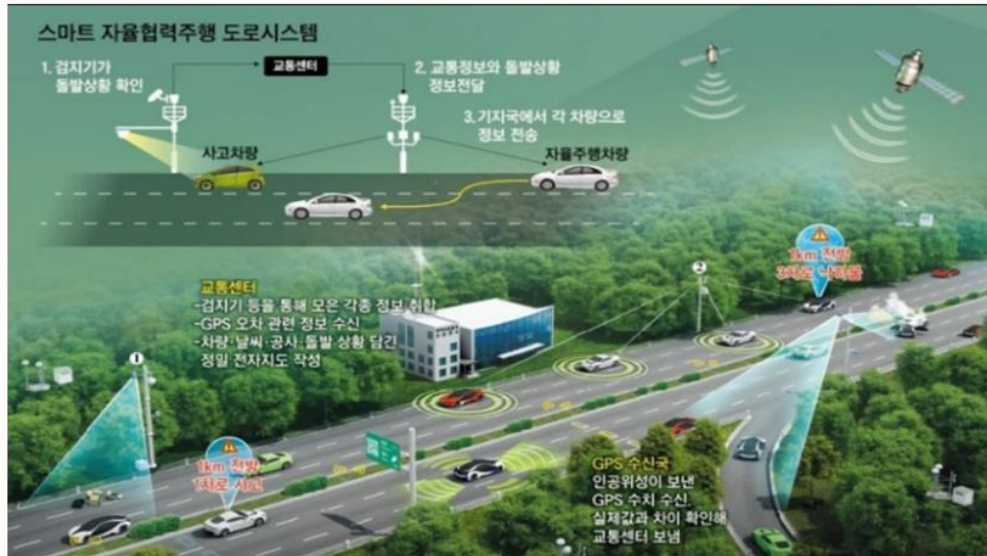 스마트 자율협력주행 도로시스템
1. 검지기가
돌발상황 확인
교통센터
2. 교통정보와 돌발상황
정보전달
3. 기지국에서 각 차량으로
정보 전송
사고차량
자율주행차량
1km 전방
3차로 낙하물
교통센터
-검지기 등을 통해 모은 각종 정보 취합
-GPS 오차 관련 정보 수신
-차량·날씨·공사·돌발 상황 담긴
정밀 전자지도 작성
②
①
1km 전방
1차로 사고
GPS 수신국
인공위성이 보낸
GPS 수치 수신,
실제값과 차이 확인해
교통센터 보냄